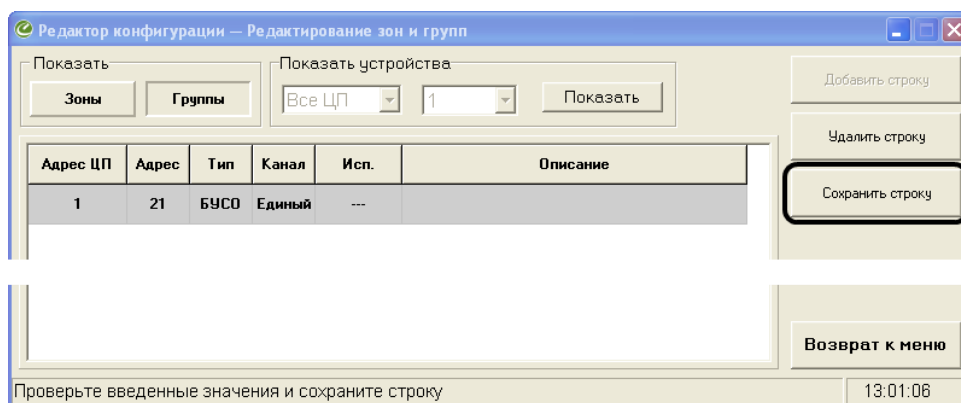 Редактор конфигурации — Редактирование зон и групп
Показать
Показать устройства
Зоны
Группы
Все ЦП
1
Показать
Добавить строку
Удалить строку
Сохранить строку
Адрес ЦП Адрес Тип Канал Исп. Описание
1 21 БУСО Единый ---
Возврат к меню
Проверьте введенные значения и сохраните строку
13:01:06